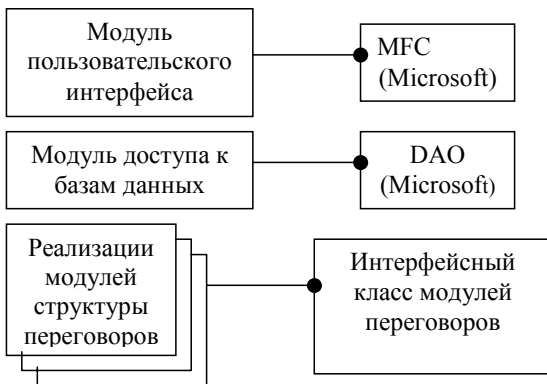 Модуль
пользовательского
интерфейса
MFC
(Microsoft)
Модуль доступа к
базам данных
DAO
(Microsoft)
Реализации
модулей
структуры
переговоров
Интерфейсный
класс модулей
переговоров